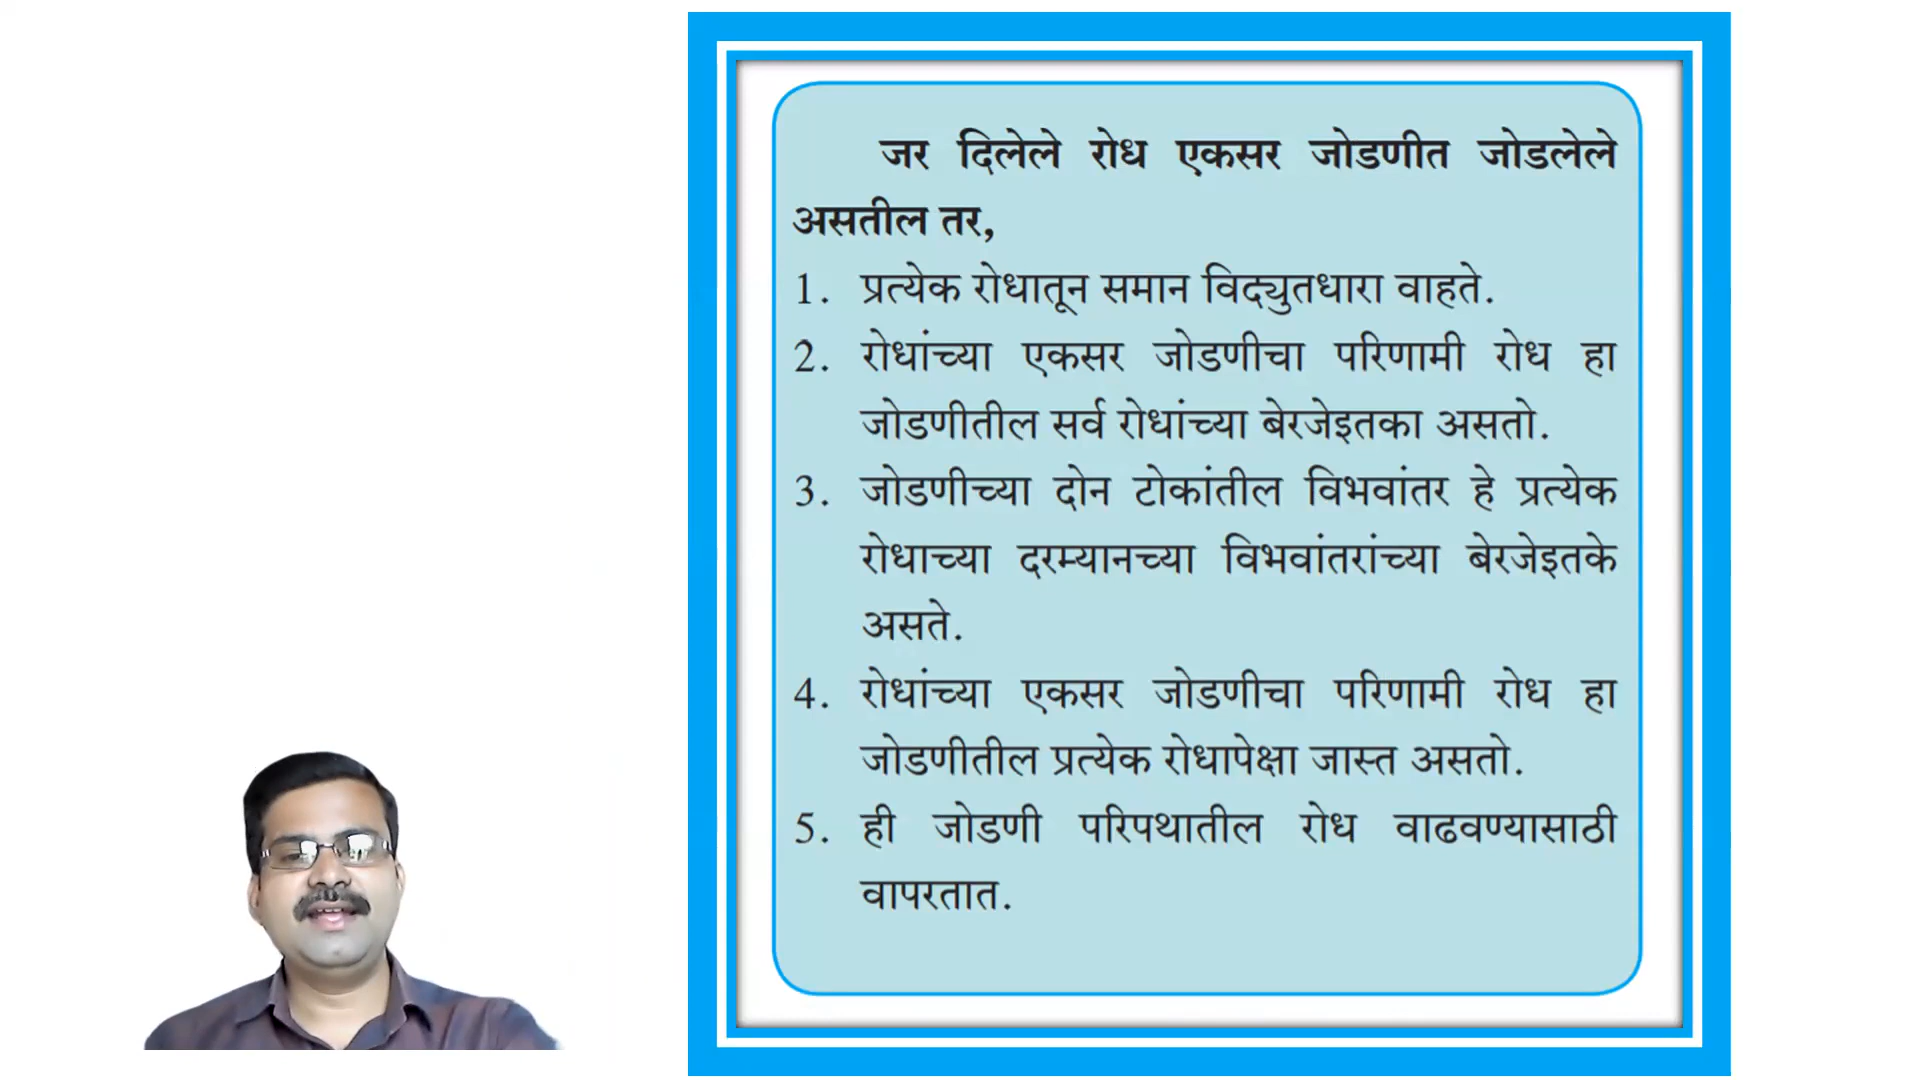 जर दिलेले रोध एकसर जोडणीत जोडलेले
असतील तर,
1. प्रत्येक रोधातून समान विद्युतधारा वाहते.
2. रोधांच्या एकसर जोडणीचा परिणामी रोध हा
जोडणीतील सर्व रोधांच्या बेरजेइतका असतो.
3. जोडणीच्या दोन टोकांतील विभवांतर हे प्रत्येक
रोधाच्या दरम्यानच्या विभवांतरांच्या बेरजेइतके
असते.
4. रोधांच्या एकसर जोडणीचा परिणामी रोध हा
जोडणीतील प्रत्येक रोधापेक्षा जास्त असतो.
5. ही जोडणी परिपथातील रोध वाढवण्यासाठी
वापरतात.